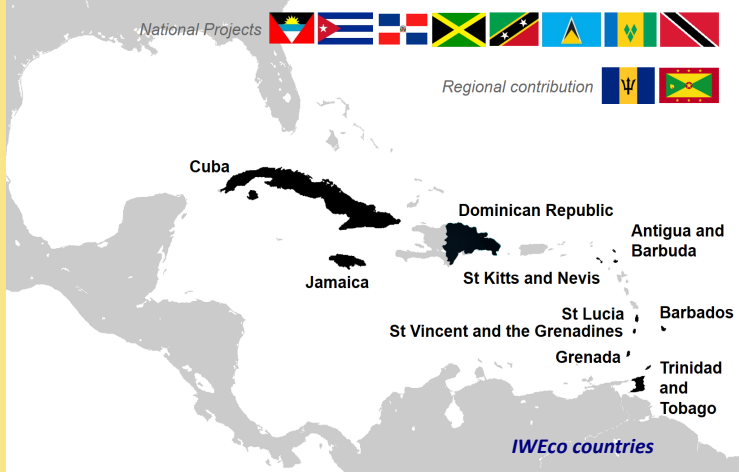 National Projects
Regional contribution
Cuba
Dominican Republic
Antigua and
Barbuda
Jamaica
St Kitts and Nevis
St Lucia
Barbados
St Vincent and the Grenadines
Grenada
Trinidad
and
Tobago
IWEco countries